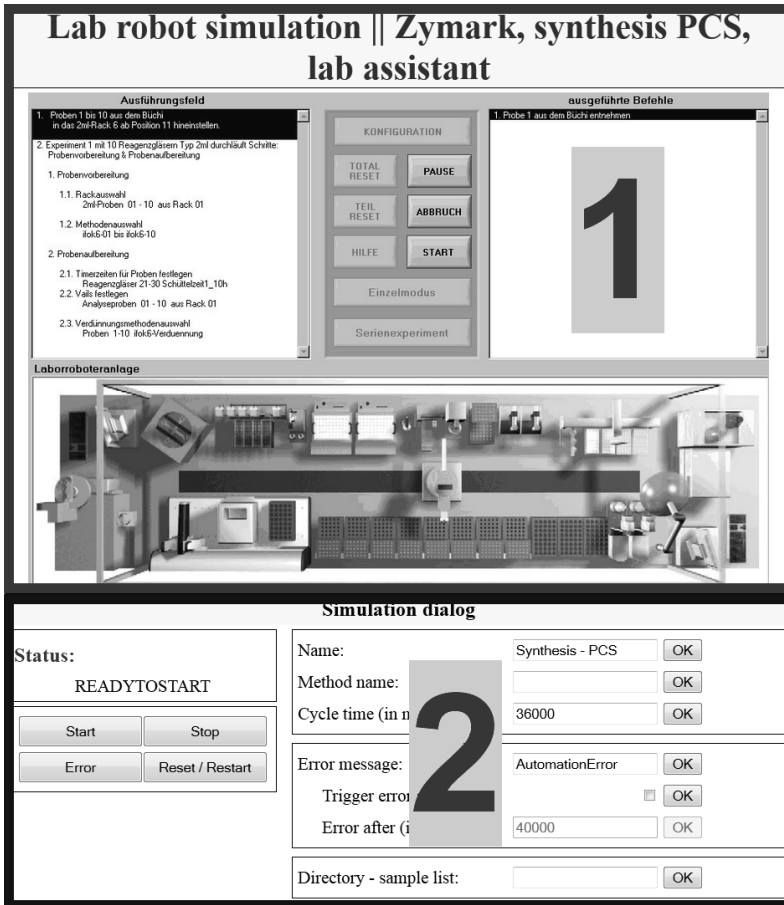 Lab robot simulation || Zymark, synthesis PCS,
lab assistant
Ausführungsfeld
1. Proben 1 bis 10 aus dem Büchi
in das 2ml-Rack 6 ab Position 11 hineinstellen.
2. Experiment 1 mit 10 Reagenzgläsern Typ 2ml durchläuft Schritte:
Probenvorbereitung & Probenaufbereitung
1. Probenvorbereitung
1.1. Rackauswahl
2ml-Proben 01 - 10 aus Rack 01
1.2. Methodenauswahl
ifok6-01 bis ifok6-10
2. Probenaufbereitung
2.1. Timerzeiten für Proben festlegen
Reagenzgläser 21-30 Schüttelzeit1_10h
2.2. Vails festlegen
Analyseproben 01 - 10 aus Rack 01
2.3. Verdünnungsmethodenauswahl
Proben 1-10 ifok6-Verduennung
KONFIGURATION
TOTAL RESET
PAUSE
TEIL RESET
ABBRUCH
HILFE
START
Einzelmodus
Serienexperiment
ausgeführte Befehle
1. Probe 1 aus dem Büchi entnehmen
1
Laborroboteranlage
Simulation dialog
Status:
READYTOSTART
Start Stop
Error Reset / Restart
Name: Synthesis - PCS OK
Method name: OK
Cycle time (in 36000 OK
2
Error message: AutomationError OK
Trigger error OK
Error after ( 40000 OK
Directory - sample list: OK